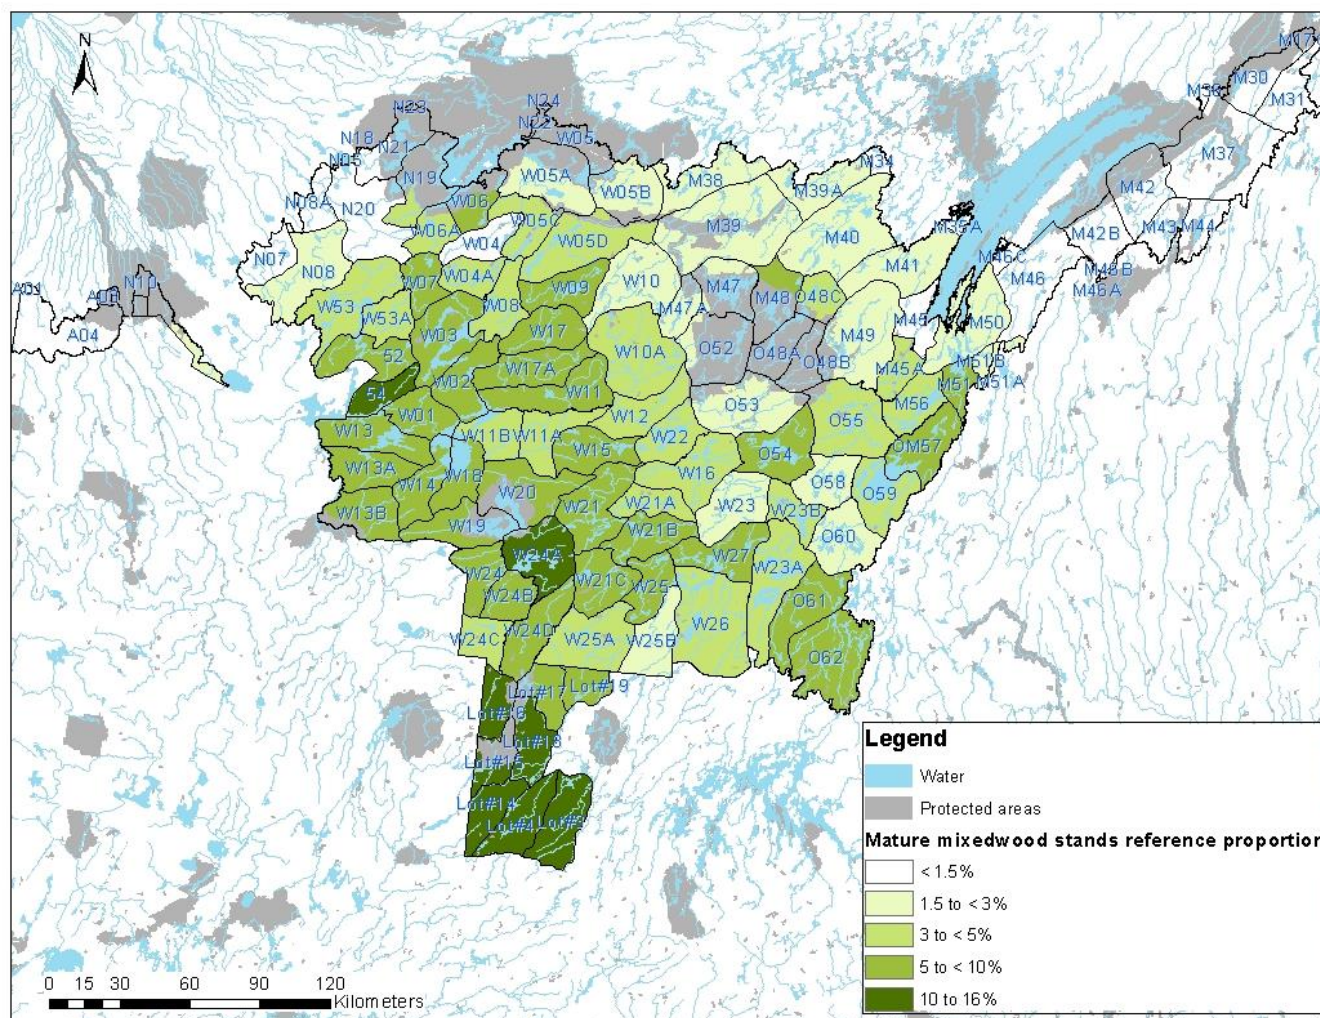 N
M17
M30
M38
M31
N23
N24
N18
N22
W05
N21
N05
M34
M37
N19
W05A
M38
M42
W05B
M39A
N08A
W06
N20
W05C
M39
M35A
M43
M44
W06A
W05D
M40
M42B
W04
N07
M46C
M41
M46B
N08
W10
M46
N10
W07
W04A
M47
M46A
A01
W09
M48
O48C
W53
W08
M47A
M45
M50
W53A
A04
W03
W17
M49
W10A
O52
O48A
O48B
52
M51B
W17A
M45A
W02
M51
M51A
54
W11
O53
W01
W12
M56
O55
W13
W11B
W11A
W22
OM57
W15
O54
W13A
W18
W16
W14
O58
O59
W20
W13B
W21
W21A
W23
W23B
W19
W21B
O60
W24A
W27
W24
W21C
W25
W23A
W24B
O61
W24D
W26
W24C
W25A
W25B
O62
Lot#17
Lot#19
Lot#15
Lot#14
Lot#4
Legend
Water
Protected areas
Mature mixedwood stands reference proportion
< 1.5%
1.5 to < 3%
3 to < 5%
5 to < 10%
10 to 16%
0 15 30 60 90 120
Kilometers